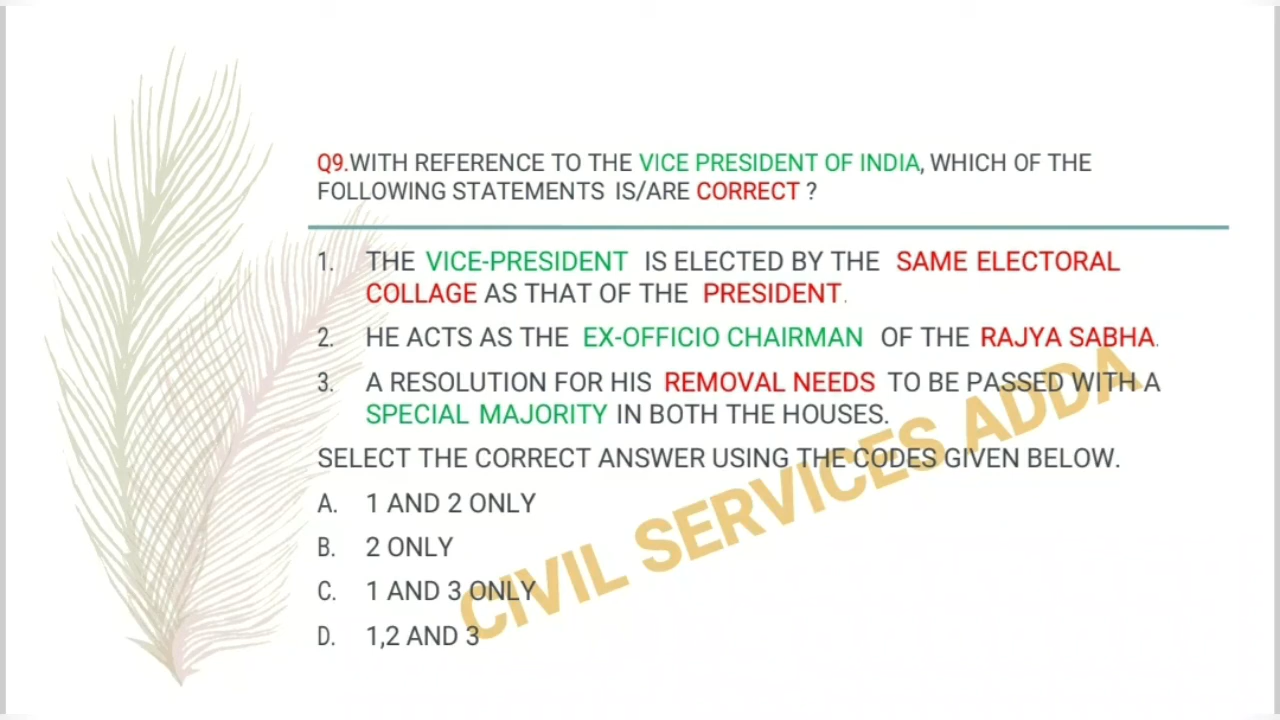 Q9.WITH REFERENCE TO THE VICE PRESIDENT OF INDIA, WHICH OF THE
FOLLOWING STATEMENTS IS/ARE CORRECT ?
1. THE VICE-PRESIDENT IS ELECTED BY THE SAME ELECTORAL
COLLAGE AS THAT OF THE PRESIDENT.
2. HE ACTS AS THE EX-OFFICIO CHAIRMAN OF THE RAJYA SABHA.
3. A RESOLUTION FOR HIS REMOVAL NEEDS TO BE PASSED WITH A
SPECIAL MAJORITY IN BOTH THE HOUSES.
SELECT THE CORRECT ANSWER USING THE CODES GIVEN BELOW.
A. 1 AND 2 ONLY
B. 2 ONLY
C. 1 AND 3 ONLY
D. 1,2 AND 3
CIVIL SERVICES ADDA